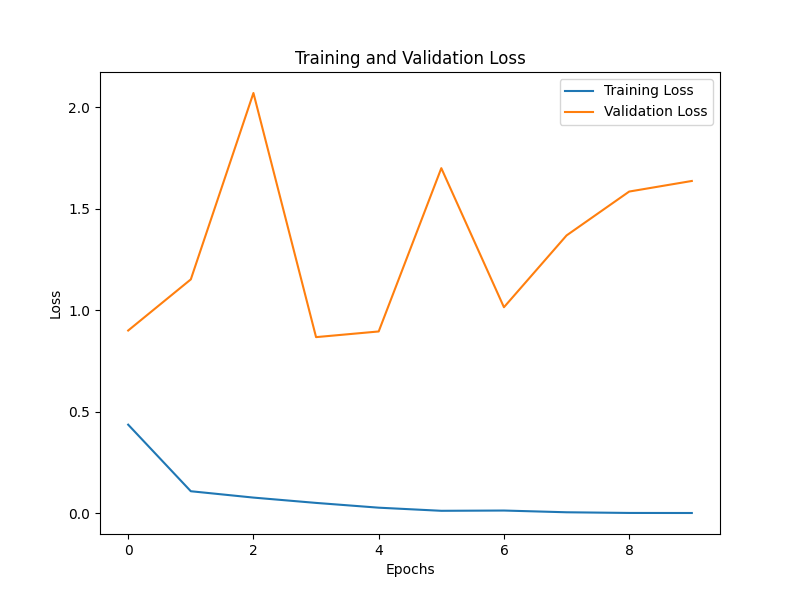 Training and Validation Loss
Training Loss
Validation Loss
2.0
1.5
1.0
0.5
0.0
Loss
0 2 4 6 8
Epochs